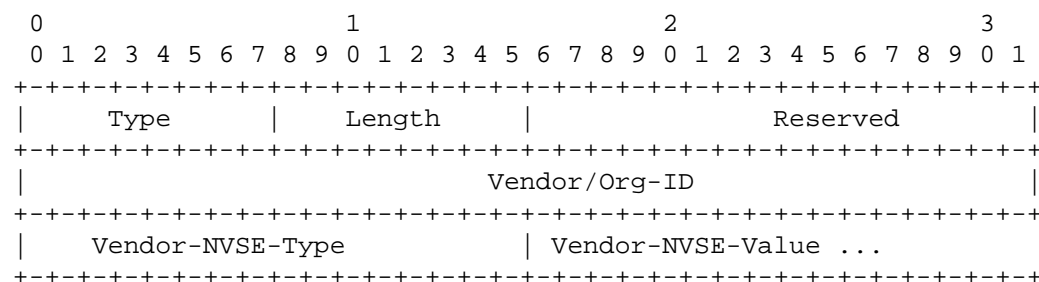 0                   1                   2                   3
 0 1 2 3 4 5 6 7 8 9 0 1 2 3 4 5 6 7 8 9 0 1 2 3 4 5 6 7 8 9 0 1
+-+-+-+-+-+-+-+-+-+-+-+-+-+-+-+-+-+-+-+-+-+-+-+-+-+-+-+-+-+-+-+-+
|     Type      |    Length     |               Reserved        |
+-+-+-+-+-+-+-+-+-+-+-+-+-+-+-+-+-+-+-+-+-+-+-+-+-+-+-+-+-+-+-+-+
|                             Vendor/Org-ID                     |
+-+-+-+-+-+-+-+-+-+-+-+-+-+-+-+-+-+-+-+-+-+-+-+-+-+-+-+-+-+-+-+-+
|    Vendor-NVSE-Type           | Vendor-NVSE-Value ...
+-+-+-+-+-+-+-+-+-+-+-+-+-+-+-+-+-+-+-+-+-+-+-+-+-+-+-+-+-+-+-+-+